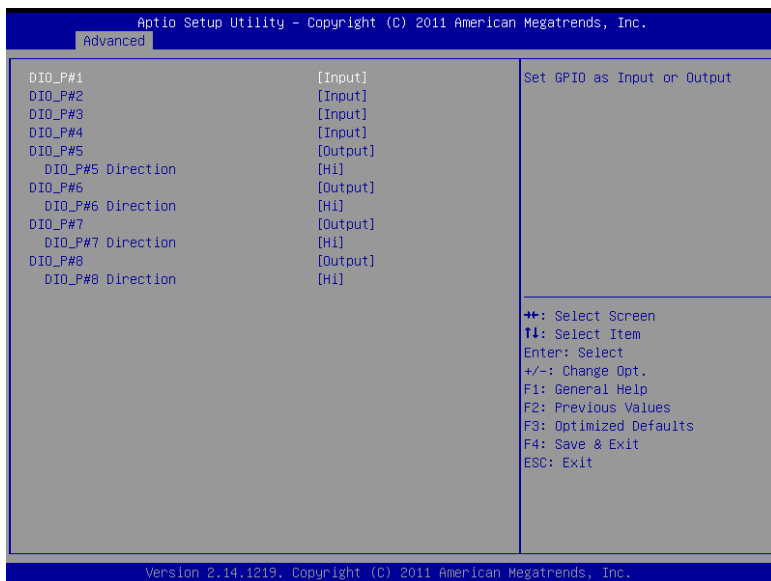 Aptio Setup Utility – Copyright (C) 2011 American Megatrends, Inc.
Advanced
DIO_P#1 [Input]
DIO_P#2 [Input]
DIO_P#3 [Input]
DIO_P#4 [Input]
DIO_P#5 [Output]
DIO_P#5 Direction [Hi]
DIO_P#6 [Output]
DIO_P#6 Direction [Hi]
DIO_P#7 [Output]
DIO_P#7 Direction [Hi]
DIO_P#8 [Output]
DIO_P#8 Direction [Hi]
Set GPIO as Input or Output
→←: Select Screen
↑↓: Select Item
Enter: Select
+/-: Change Opt.
F1: General Help
F2: Previous Values
F3: Optimized Defaults
F4: Save & Exit
ESC: Exit
Version 2.14.1219. Copyright (C) 2011 American Megatrends, Inc.